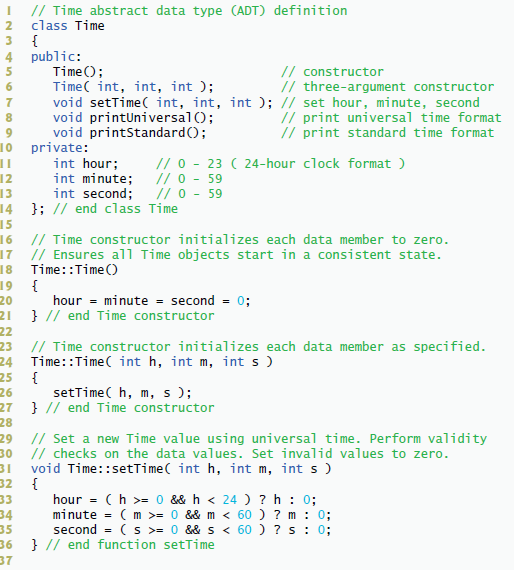 1 // Time abstract data type (ADT) definition
2 class Time
3 {
4 public:
5    Time();                       // constructor
6    Time( int, int, int );        // three-argument constructor
7    void setTime( int, int, int ); // set hour, minute, second
8    void printUniversal();        // print universal time format
9    void printStandard();         // print standard time format
10 private:
11    int hour;     // 0 – 23 ( 24-hour clock format )
12    int minute;   // 0 – 59
13    int second;   // 0 – 59
14 }; // end class Time
15
16 // Time constructor initializes each data member to zero.
17 // Ensures all Time objects start in a consistent state.
18 Time::Time()
19 {
20    hour = minute = second = 0;
21 } // end Time constructor
22
23 // Time constructor initializes each data member as specified.
24 Time::Time( int h, int m, int s )
25 {
26    setTime( h, m, s );
27 } // end Time constructor
28
29 // Set a new Time value using universal time. Perform validity
30 // checks on the data values. Set invalid values to zero.
31 void Time::setTime( int h, int m, int s )
32 {
33    hour = ( h >= 0 && h < 24 ) ? h : 0;
34    minute = ( m >= 0 && m < 60 ) ? m : 0;
35    second = ( s >= 0 && s < 60 ) ? s : 0;
36 } // end function setTime
37